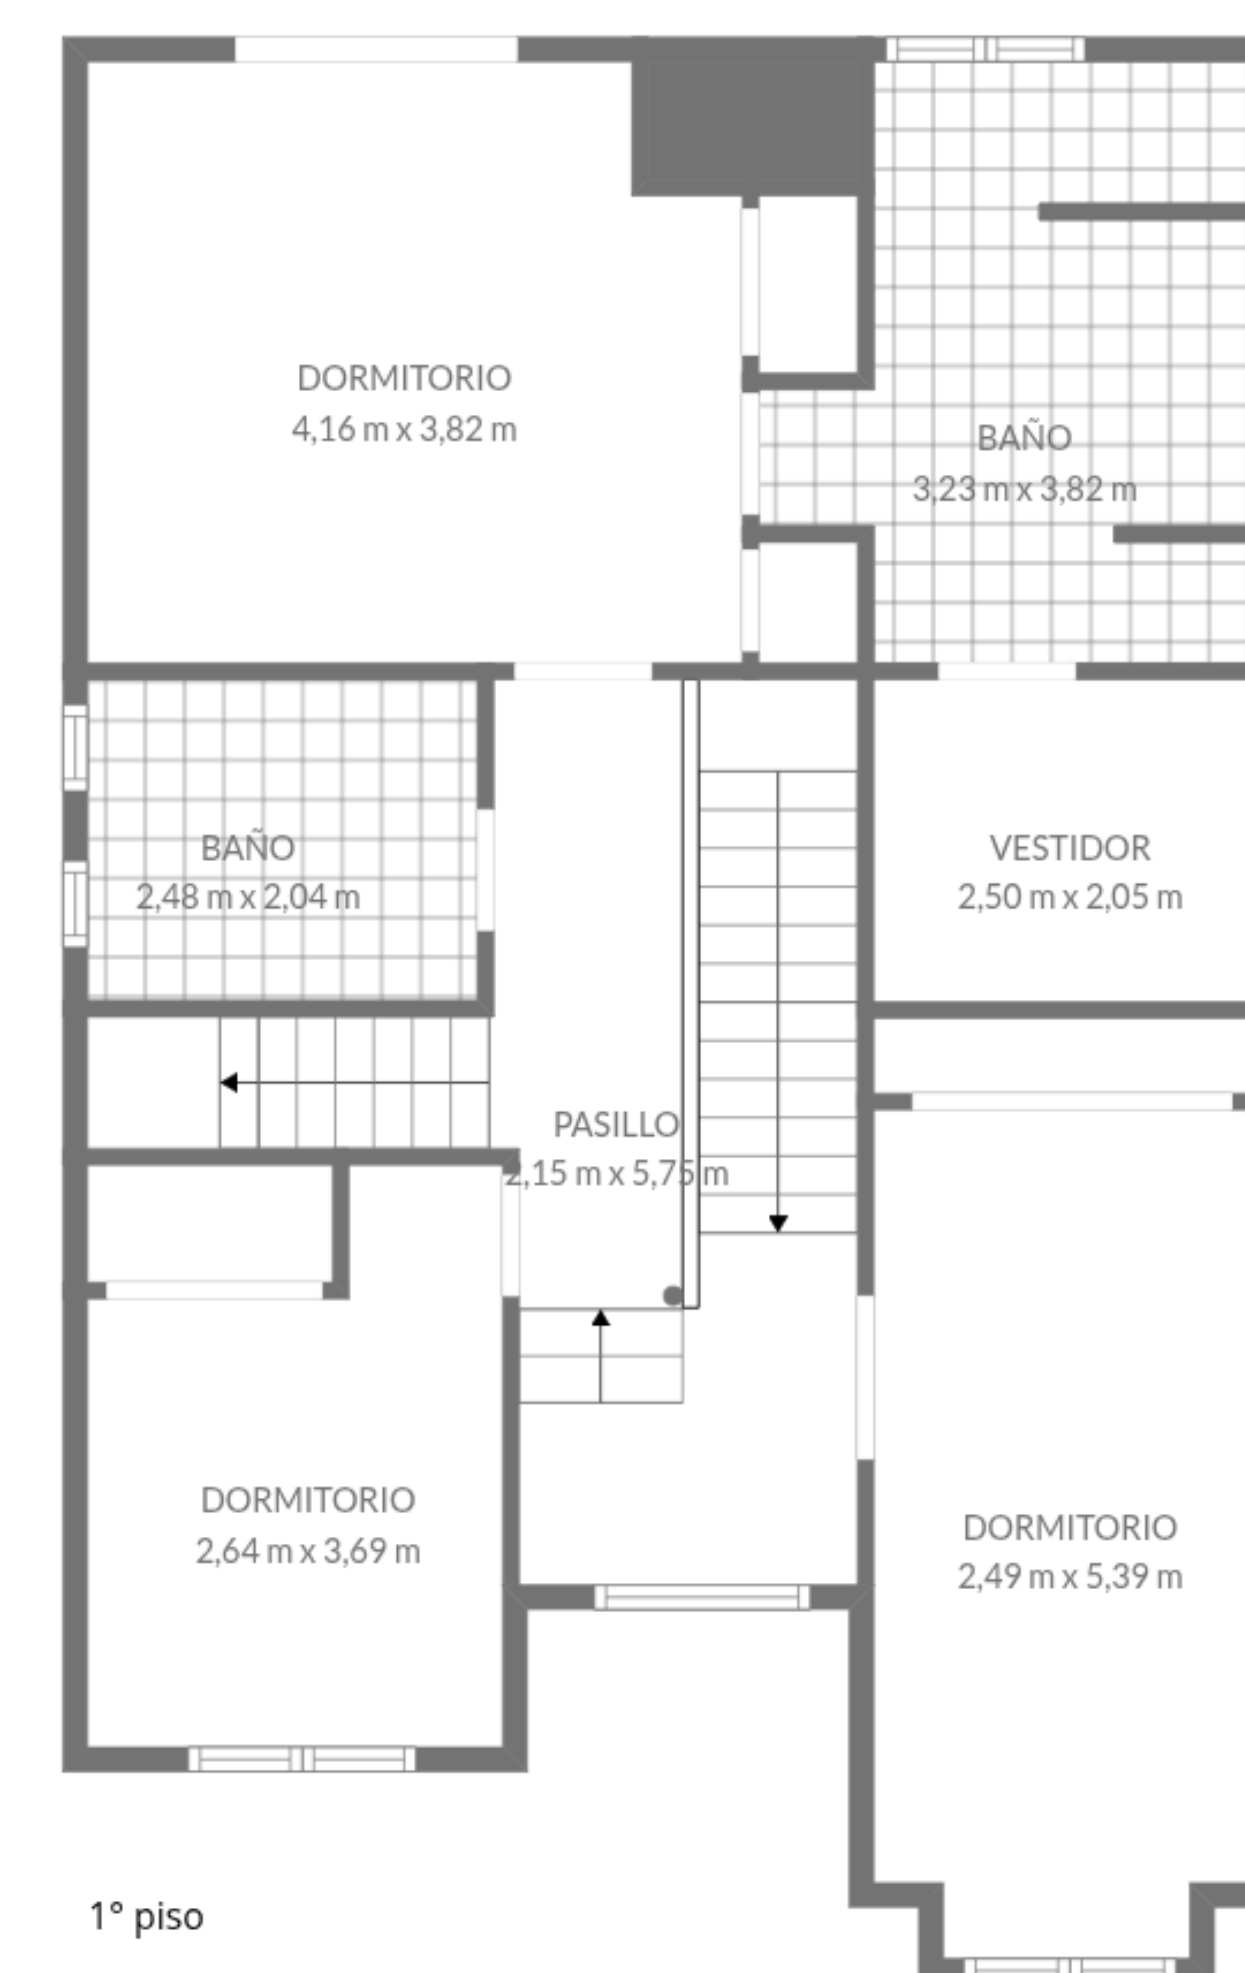 DORMITORIO
4,16 m x 3,82 m
BAÑO
3,23 m x 3,82 m
BAÑO
2,48 m x 2,04 m
VESTIDOR
2,50 m x 2,05 m
PASILLO
2,15 m x 5,75 m
DORMITORIO
2,64 m x 3,69 m
DORMITORIO
2,49 m x 5,39 m
1° piso